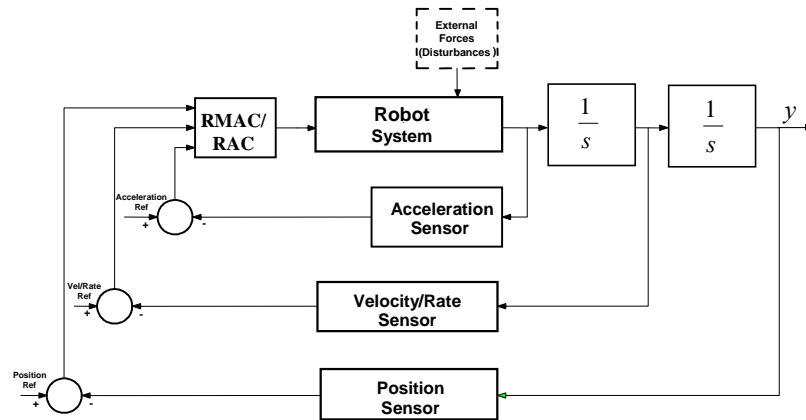 External
Forces
(Disturbances)
RMAC/
RAC
Robot
System
1
s
1
s
y
Acceleration
Ref
+
-
Acceleration
Sensor
Vel/Rate
Ref
+
-
Velocity/Rate
Sensor
Position
Ref
+
-
Position
Sensor